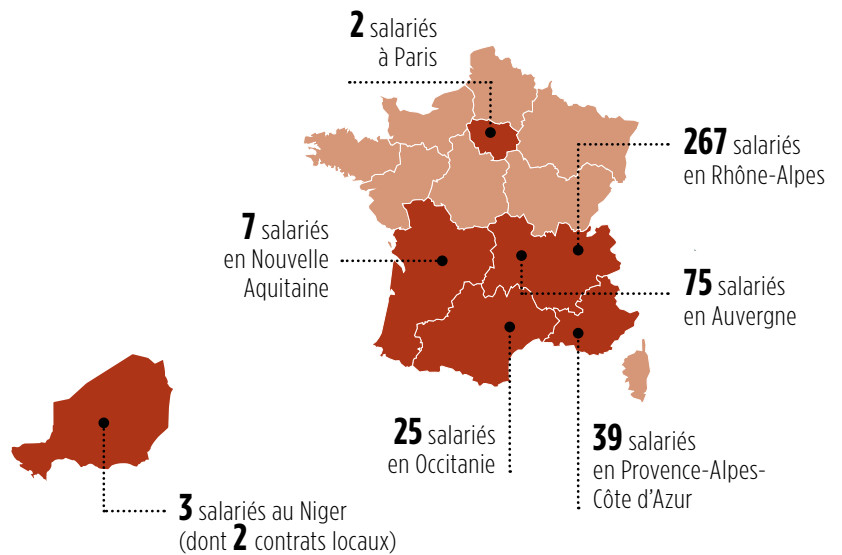 2 salariés
à Paris
267 salariés
en Rhône-Alpes
7 salariés
en Nouvelle
Aquitaine
75 salariés
en Auvergne
25 salariés
en Occitanie
39 salariés
en Provence-Alpes-
Côte d'Azur
3 salariés au Niger
(dont 2 contrats locaux)